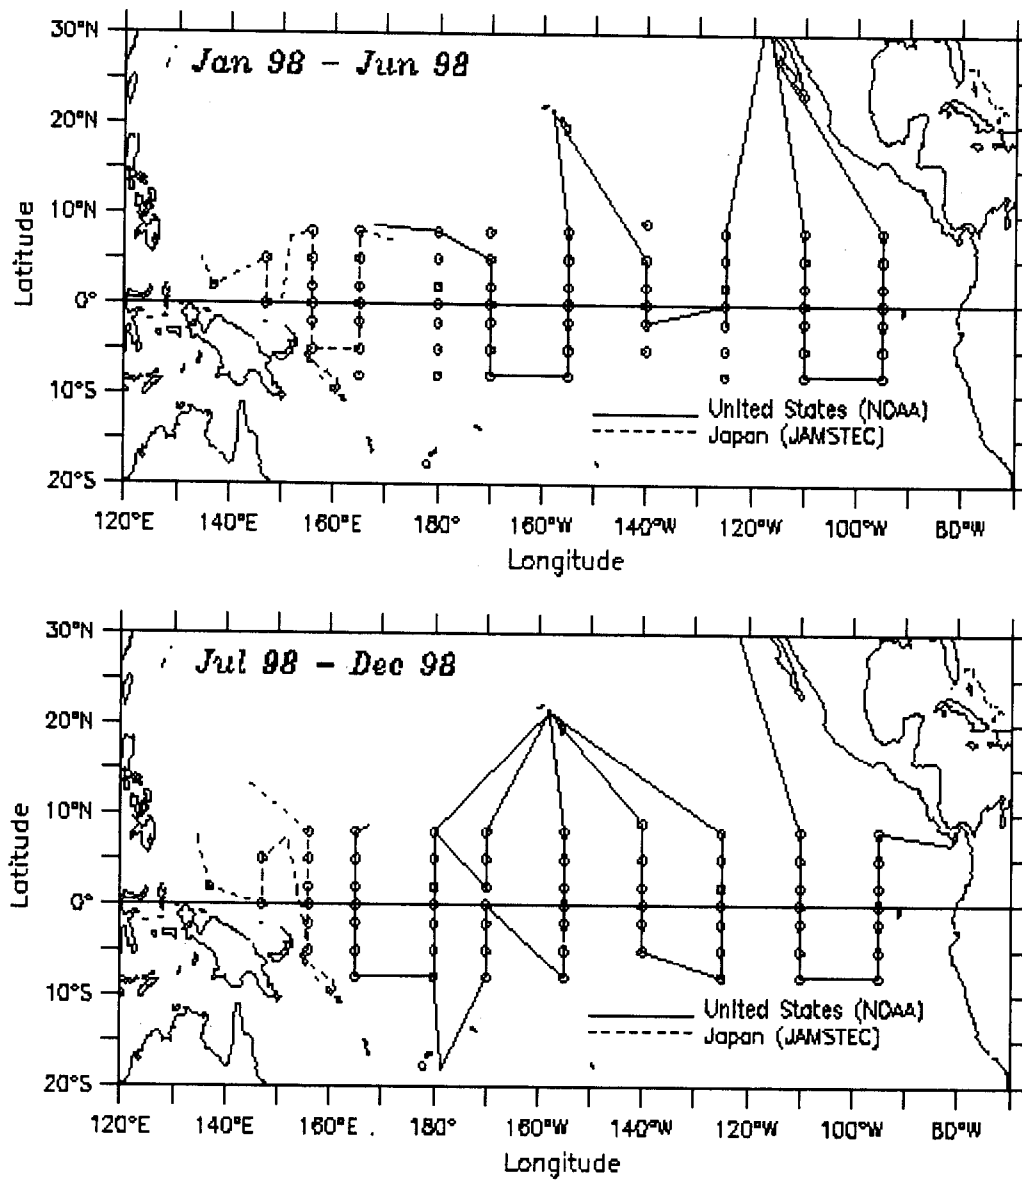 30°N
Jan 98 - Jun 98
20°N
10°N
0°
10°S
20°S
Latitude
United States (NOAA)
Japan (JAMSTEC)
120°E 140°E 160°E 180° 160°W 140°W 120°W 100°W 80°W
Longitude
30°N
Jul 98 - Dec 98
20°N
10°N
0°
10°S
20°S
Latitude
United States (NOAA)
Japan (JAMSTEC)
120°E 140°E 160°E 180° 160°W 140°W 120°W 100°W 80°W
Longitude